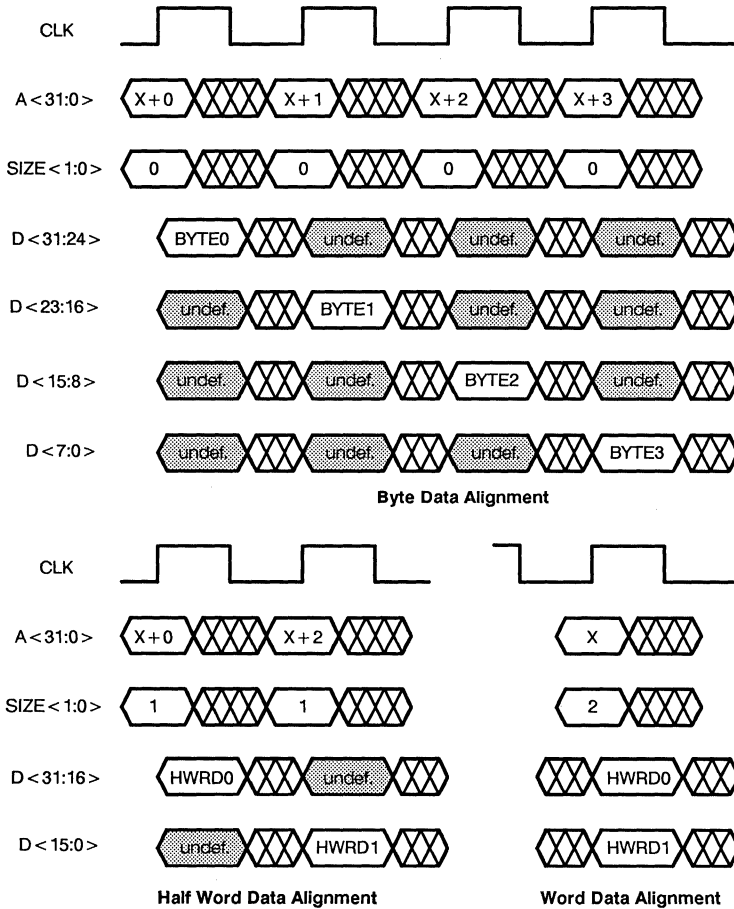 CLK
A<31:0> X+0 X+1 X+2 X+3
SIZE<1:0> 0 0 0 0
D<31:24> BYTE0 undef. undef. undef.
D<23:16> undef. BYTE1 undef. undef.
D<15:8> undef. undef. BYTE2 undef.
D<7:0> undef. undef. undef. BYTE3
Byte Data Alignment
CLK
A<31:0> X+0 X+2 X
SIZE<1:0> 1 1 2
D<31:16> HWRD0 undef. HWRD0
D<15:0> undef. HWRD1 HWRD1
Half Word Data Alignment Word Data Alignment